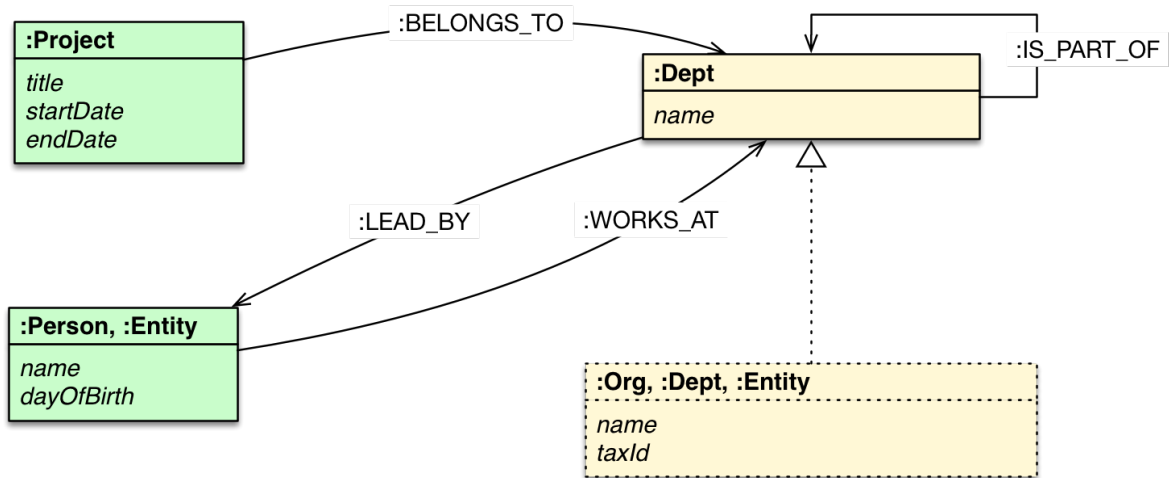 :Project
title
startDate
endDate
:BELONGS_TO
:Dept
name
:IS_PART_OF
:LEAD_BY
:WORKS_AT
:Person, :Entity
name
dayOfBirth
:Org, :Dept, :Entity
name
taxId